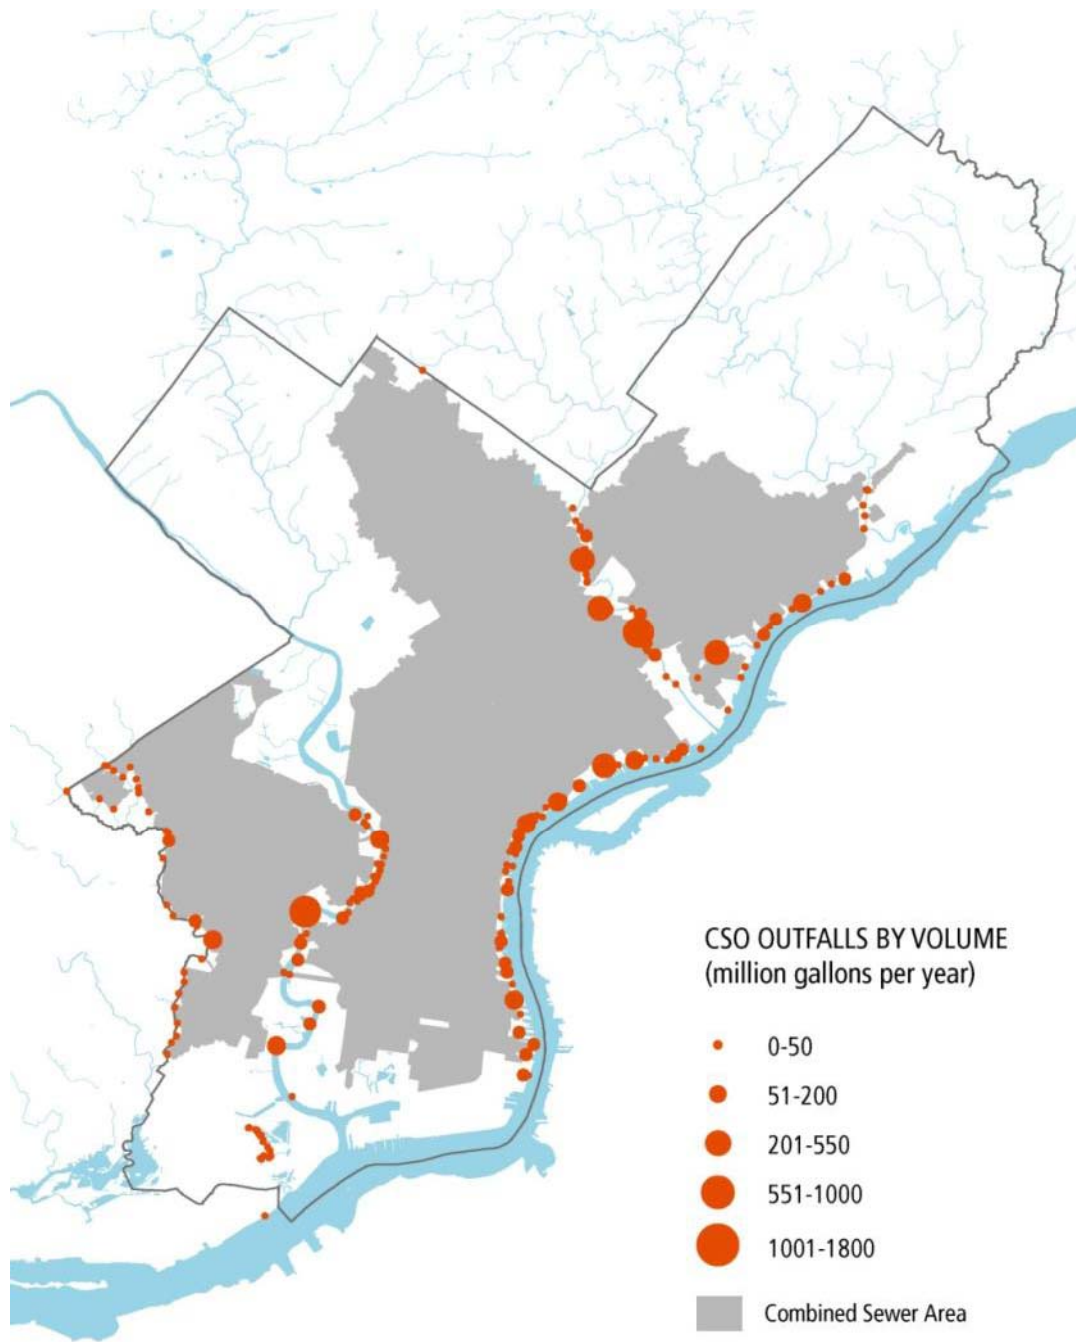 CSO OUTFALLS BY VOLUME
(million gallons per year)
0-50
51-200
201-550
551-1000
1001-1800
Combined Sewer Area